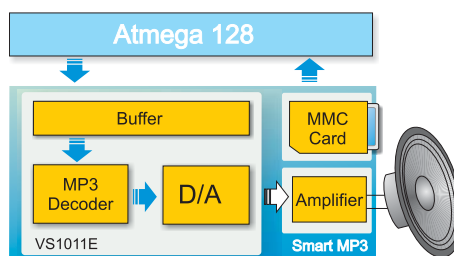 Atmega 128
Buffer
MMC
Card
MP3
Decoder
D/A
Amplifier
VS1011E
Smart MP3